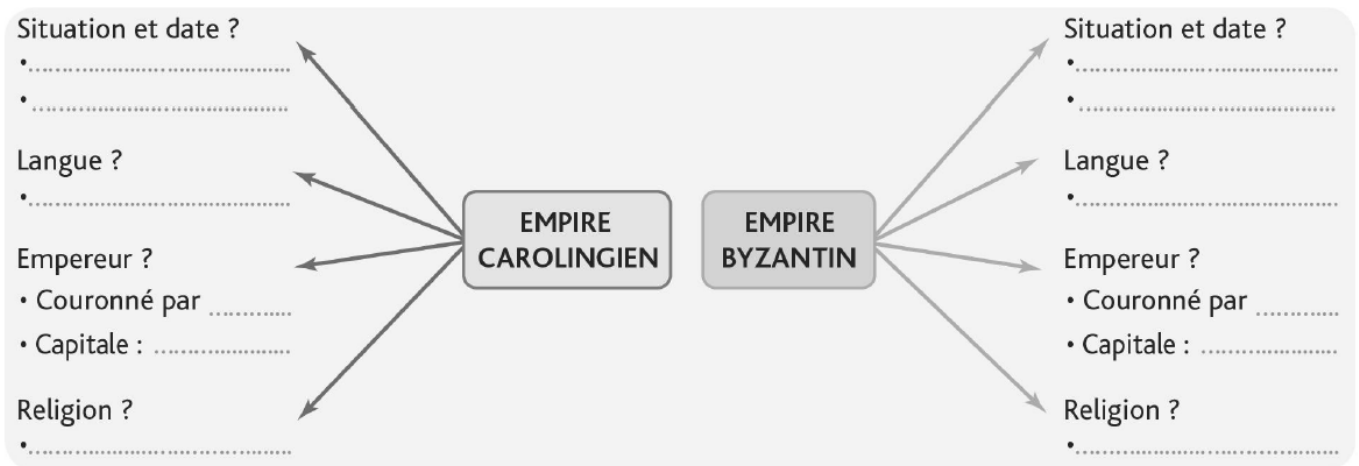 Situation et date ?
•
•
Langue ?
•
Empereur ?
• Couronné par
• Capitale :
Religion ?
•
EMPIRE
CAROLINGIEN
EMPIRE
BYZANTIN
Situation et date ?
•
•
Langue ?
•
Empereur ?
• Couronné par
• Capitale :
Religion ?
•